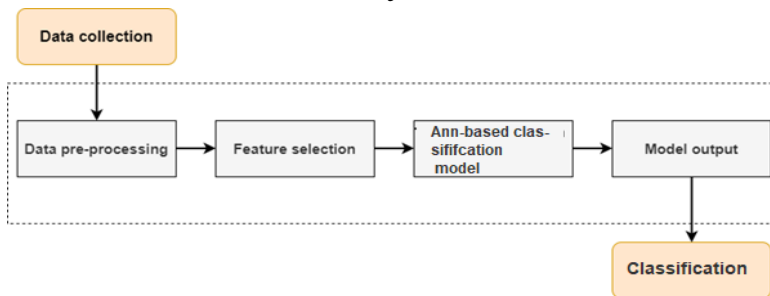 Data collection
Data pre-processing
Feature selection
Ann-based clas-
sififcation
model
Model output
Classification